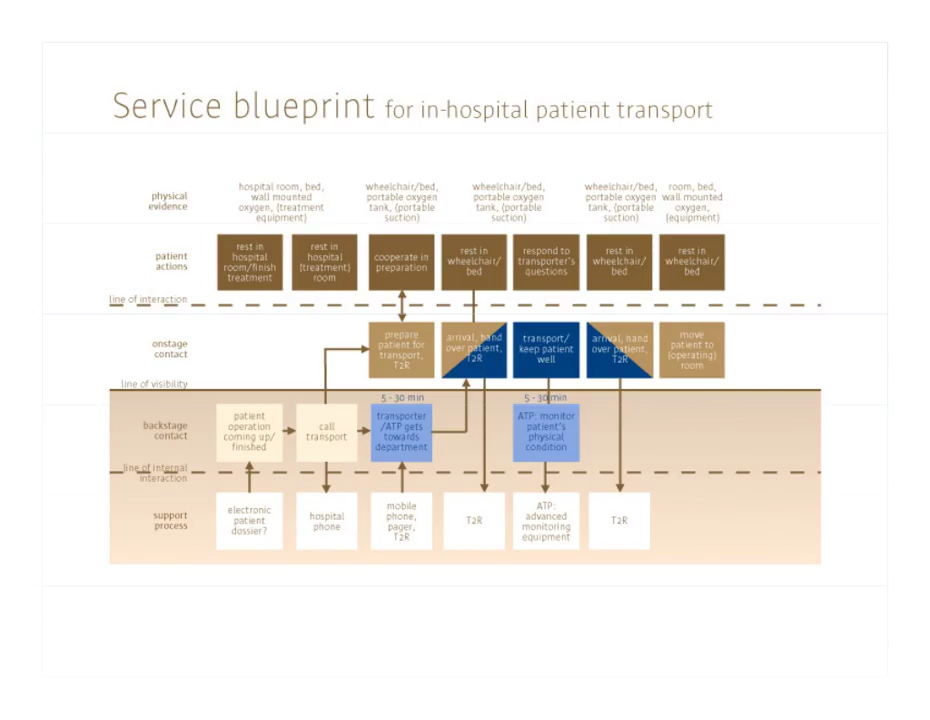 Service blueprint for in-hospital patient transport
physical
evidence
hospital room, bed,
wall mounted
oxygen, (treatment
equipment)
wheelchair/bed,
portable oxygen
tank, (portable
suction)
wheelchair/bed,
portable oxygen
tank, (portable
suction)
wheelchair/bed,
portable oxygen
tank, (portable
suction)
room, bed,
wall mounted
oxygen,
(equipment)
patient
actions
rest in
hospital
room/finish
treatment
rest in
hospital
(treatment)
room
cooperate in
preparation
rest in
wheelchair/
bed
respond to
transporter's
questions
rest in
wheelchair/
bed
rest in
wheelchair/
bed
line of interaction
onstage
contact
prepare
patient for
transport,
T2R
arrival, hand
over patient,
T2R
transport/
keep patient
well
arrival, hand
over patient,
T2R
move
patient to
(operating)
room
line of visibility
5 - 30 min
5 - 30 min
backstage
contact
patient
operation
coming up/
finished
call
transport
transporter
/ATP gets
towards
department
ATP: monitor
patient's
physical
condition
line of internal
interaction
support
process
electronic
patient
dossier?
hospital
phone
mobile
phone,
pager,
T2R
T2R
ATP:
advanced
monitoring
equipment
T2R